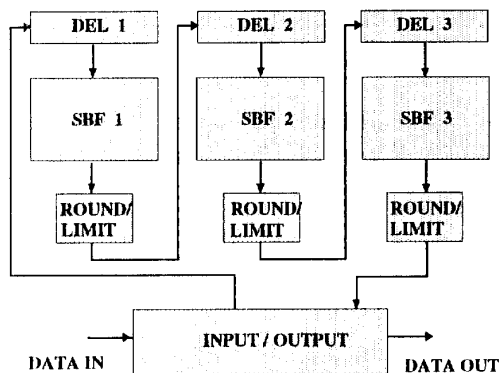 DEL 1
DEL 2
DEL 3
SBF 1
SBF 2
SBF 3
ROUND/
LIMIT
ROUND/
LIMIT
ROUND/
LIMIT
INPUT / OUTPUT
DATA IN
DATA OUT